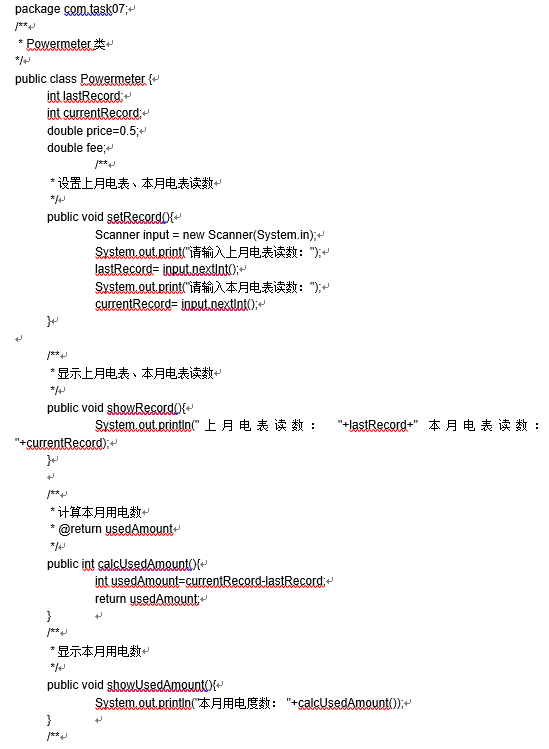 package com.task07;
/**
 * Powermeter 类
*/
public class Powermeter {
int lastRecord;
int currentRecord;
double price=0.5;
double fee;
/**
 * 设置上月电表、本月电表读数
 */
public void setRecord(){
Scanner input = new Scanner(System.in);
System.out.print("请输入上月电表读数：");
lastRecord= input.nextInt();
System.out.print("请输入本月电表读数：");
currentRecord= input.nextInt();
}
/**
 * 显示上月电表、本月电表读数
 */
public void showRecord(){
System.out.println("上月电表读数： "+lastRecord+" 本月电表读数：
"+currentRecord);
}
/**
 * 计算本月用电数
 * @return usedAmount
 */
public int calcUsedAmount(){
int usedAmount=currentRecord-lastRecord;
return usedAmount;
}
/**
 * 显示本月用电数
 */
public void showUsedAmount(){
System.out.println("本月用电度数： "+calcUsedAmount());
}
/**